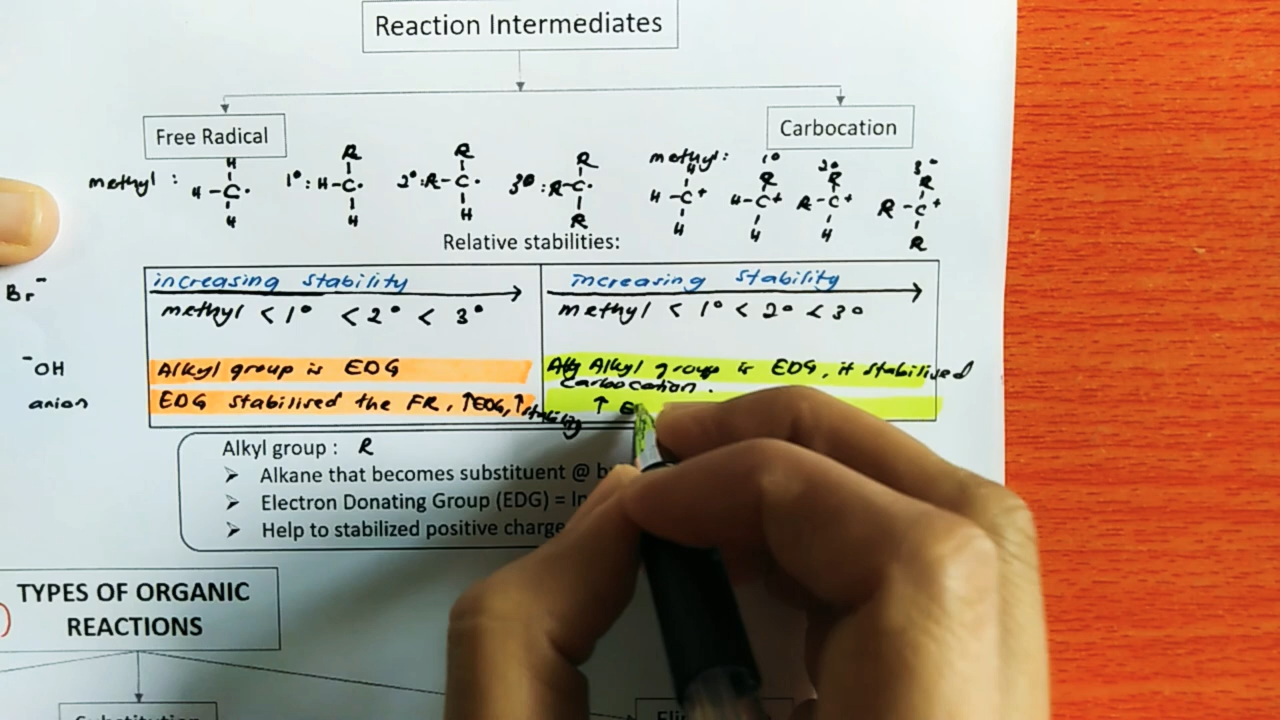 Reaction Intermediates
Free Radical
Carbocation
methyl :
H
H-C·
H
1° : H-C·
R
H
2° : R-C·
R
H
3° : R-C·
R
R
methyl:
H
H-C+
H
1°
R
H-C+
H
2°
R
R-C+
H
3°
R
R-C+
R
Relative stabilities:
increasing stability
methyl < 1° < 2° < 3°
Alkyl group is EDG
EDG stabilised the FR, ↑EDG, ↑stability
increasing stability
methyl < 1° < 2° < 3°
Alkyl group is EDG, it stabilised
carbocation.
↑ E
Br⁻
⁻OH
anion
Alkyl group : R
➢ Alkane that becomes substituent @
➢ Electron Donating Group (EDG) =
➢ Help to stabilized positive charge
TYPES OF ORGANIC
REACTIONS
Substitution